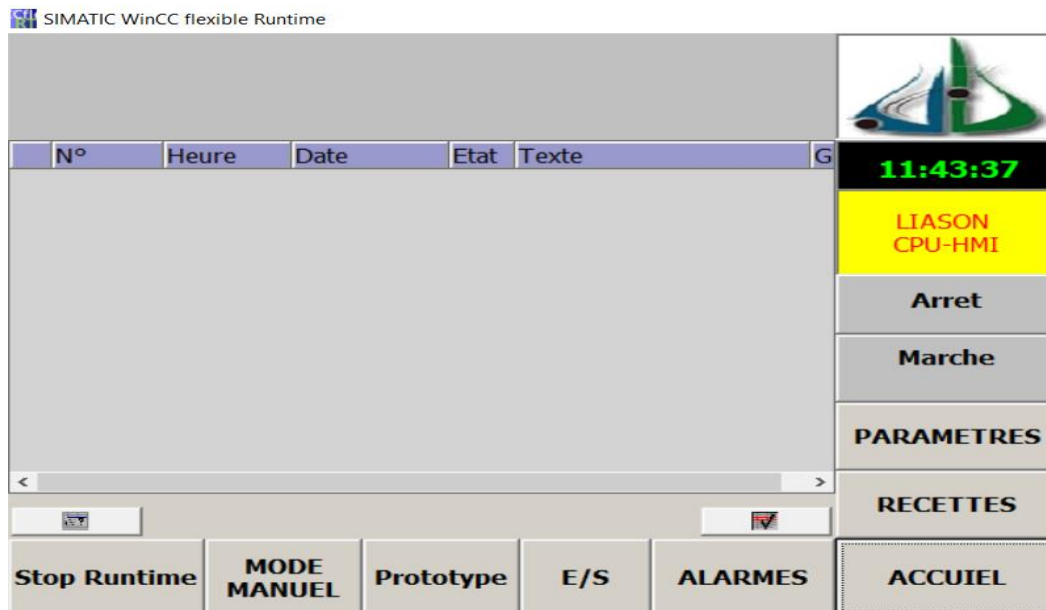 SIMATIC WinCC flexible Runtime
N° Heure Date Etat Texte G
11:43:37
LIASON
CPU-HMI
Arret
Marche
PARAMETRES
RECETTES
Stop Runtime
MODE
MANUEL
Prototype
E/S
ALARMES
ACCUIEL